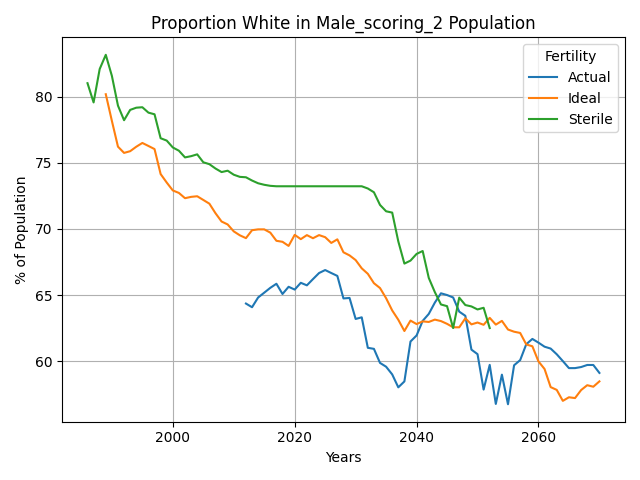 Proportion White in Male_scoring_2 Population
Fertility
Actual
Ideal
Sterile
% of Population
80
75
70
65
60
2000
2020
2040
2060
Years